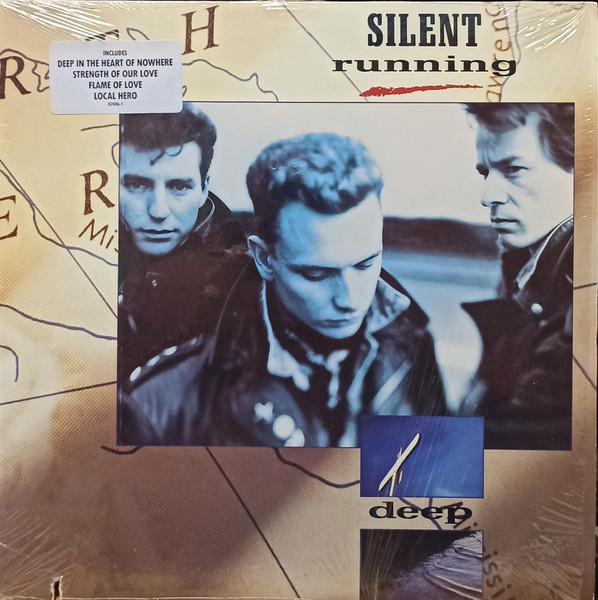 SILENT
running
INCLUDES
DEEP IN THE HEART OF NOWHERE
STRENGTH OF OUR LOVE
FLAME OF LOVE
LOCAL HERO
R T H
E R
Mis
deep